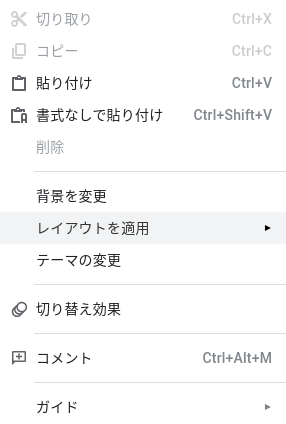 切り取り Ctrl+X
コピー Ctrl+C
貼り付け Ctrl+V
書式なしで貼り付け Ctrl+Shift+V
削除
背景を変更
レイアウトを適用
テーマの変更
切り替え効果
コメント Ctrl+Alt+M
ガイド